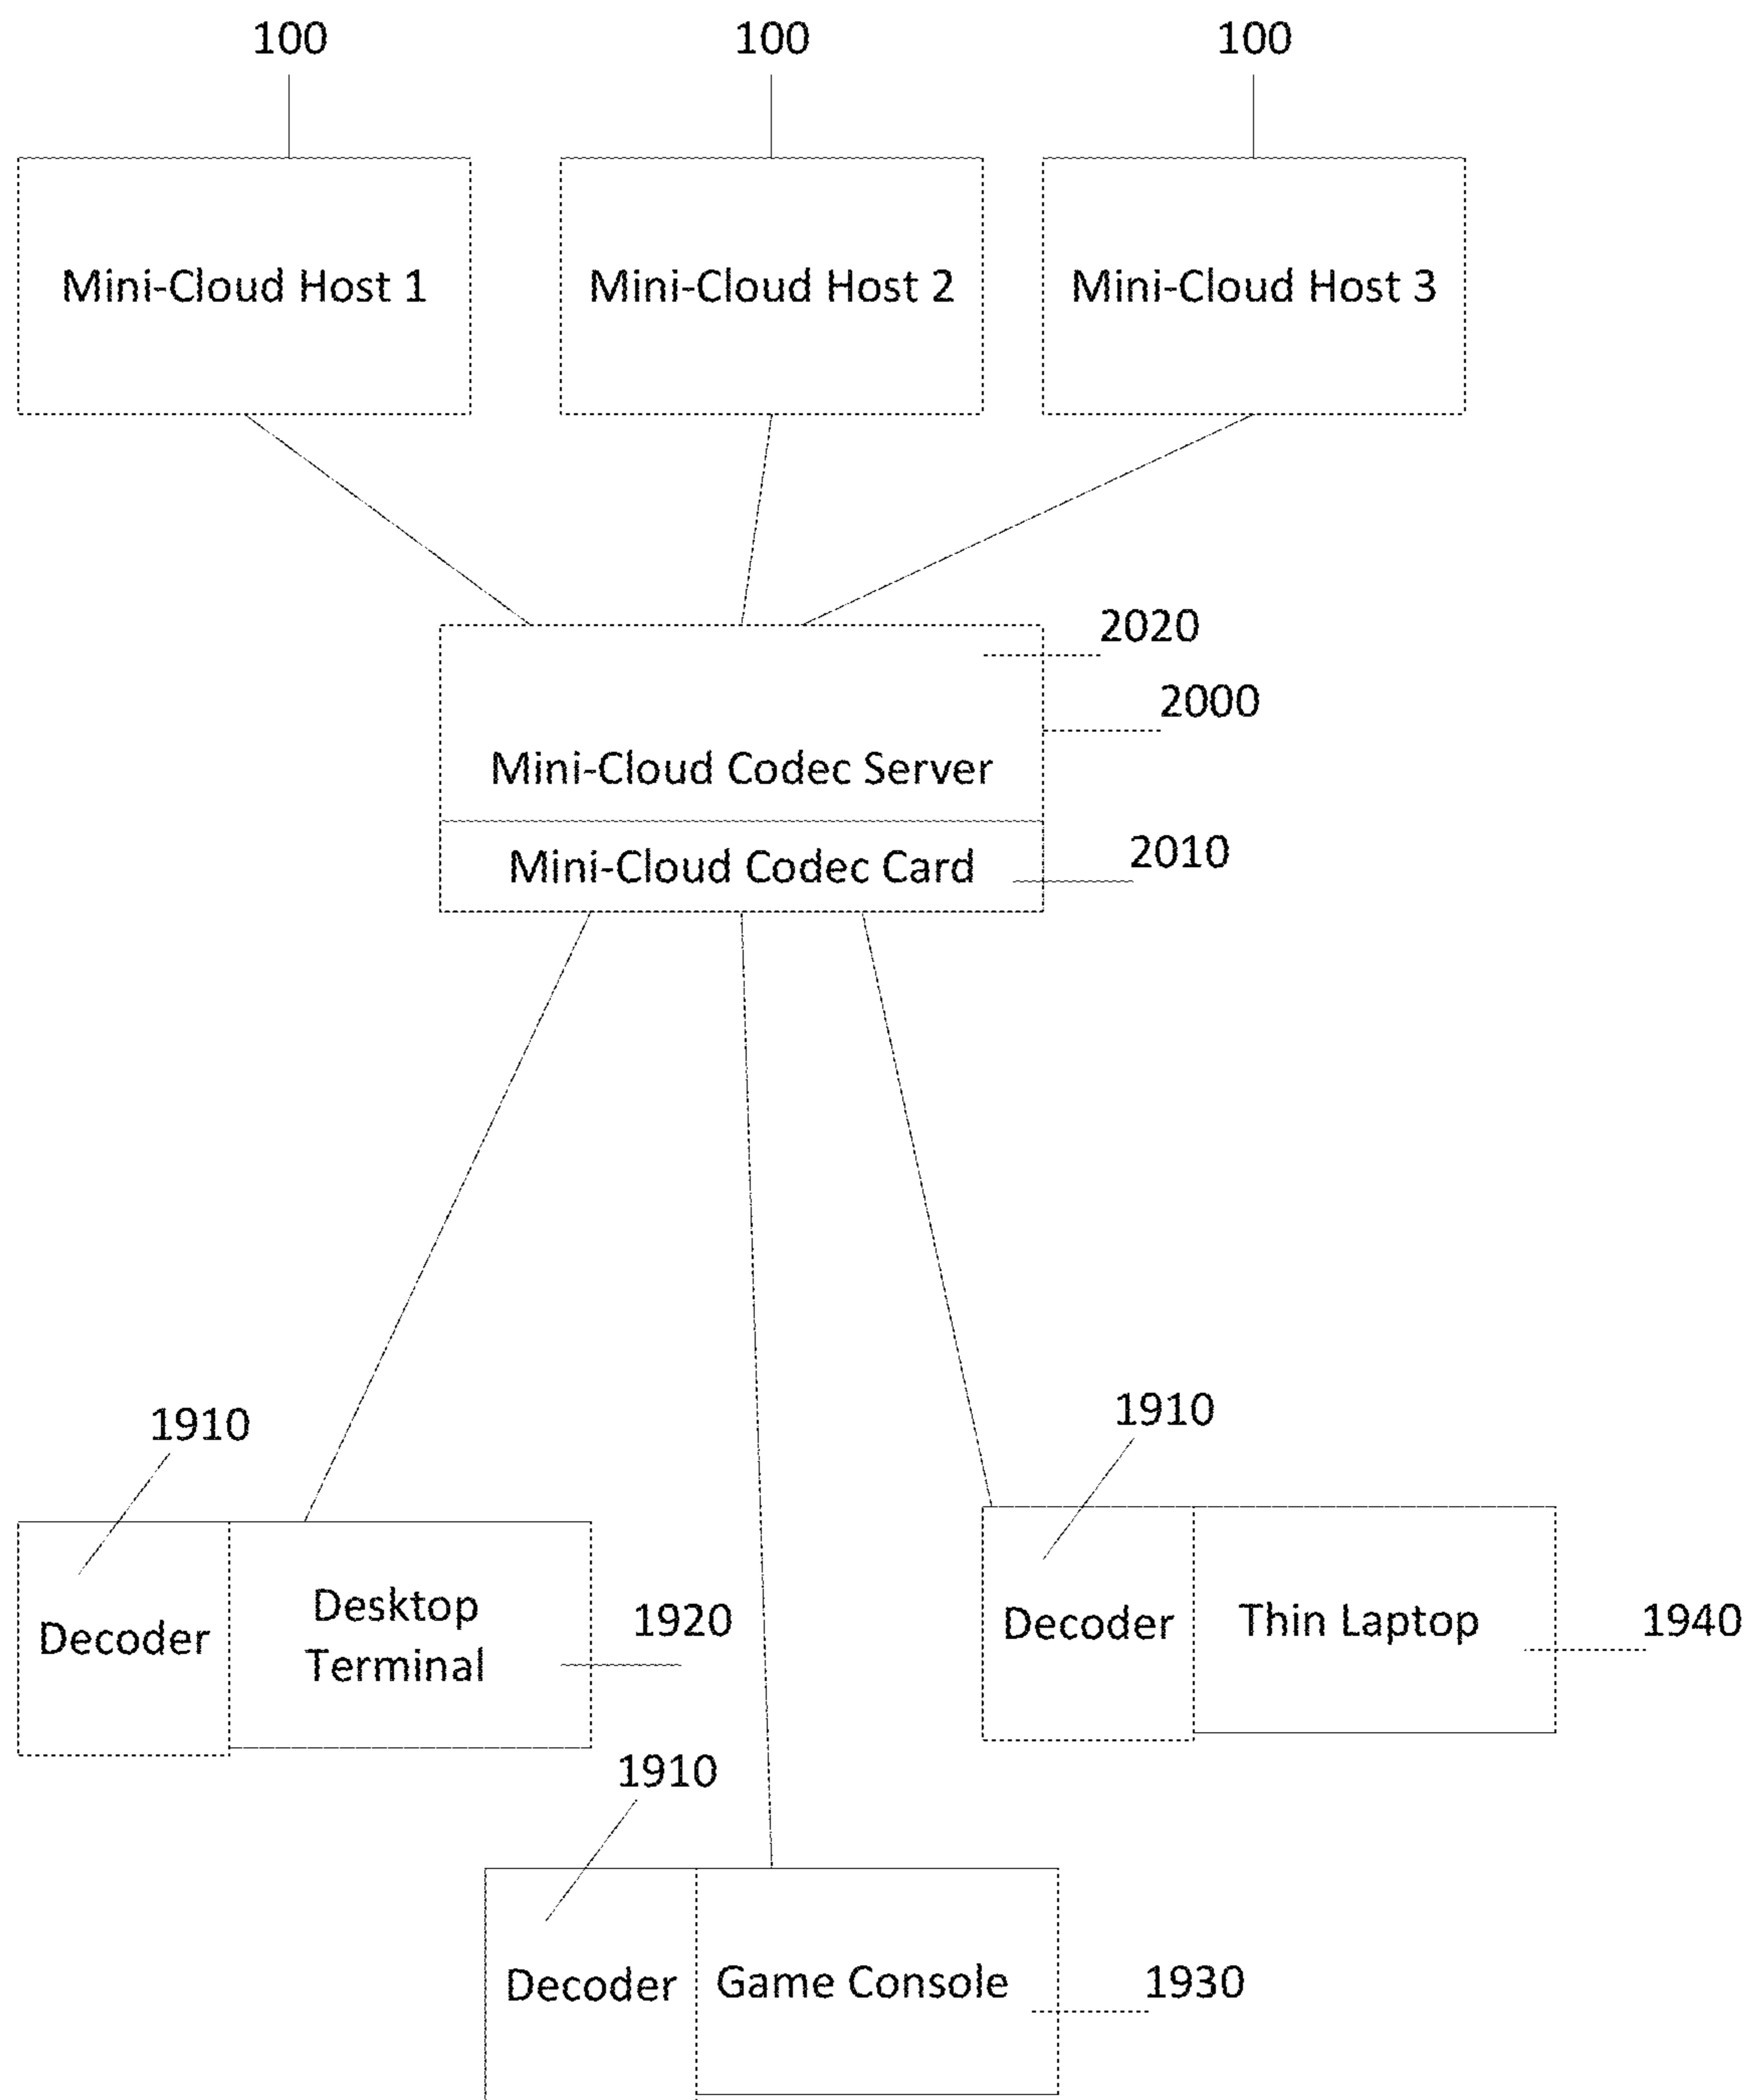 100
100
100
Mini-Cloud Host 1
Mini-Cloud Host 2
Mini-Cloud Host 3
2020
2000
Mini-Cloud Codec Server
Mini-Cloud Codec Card
2010
1910
1910
Decoder
Desktop
Terminal
1920
Decoder
Thin Laptop
1940
1910
Decoder
Game Console
1930